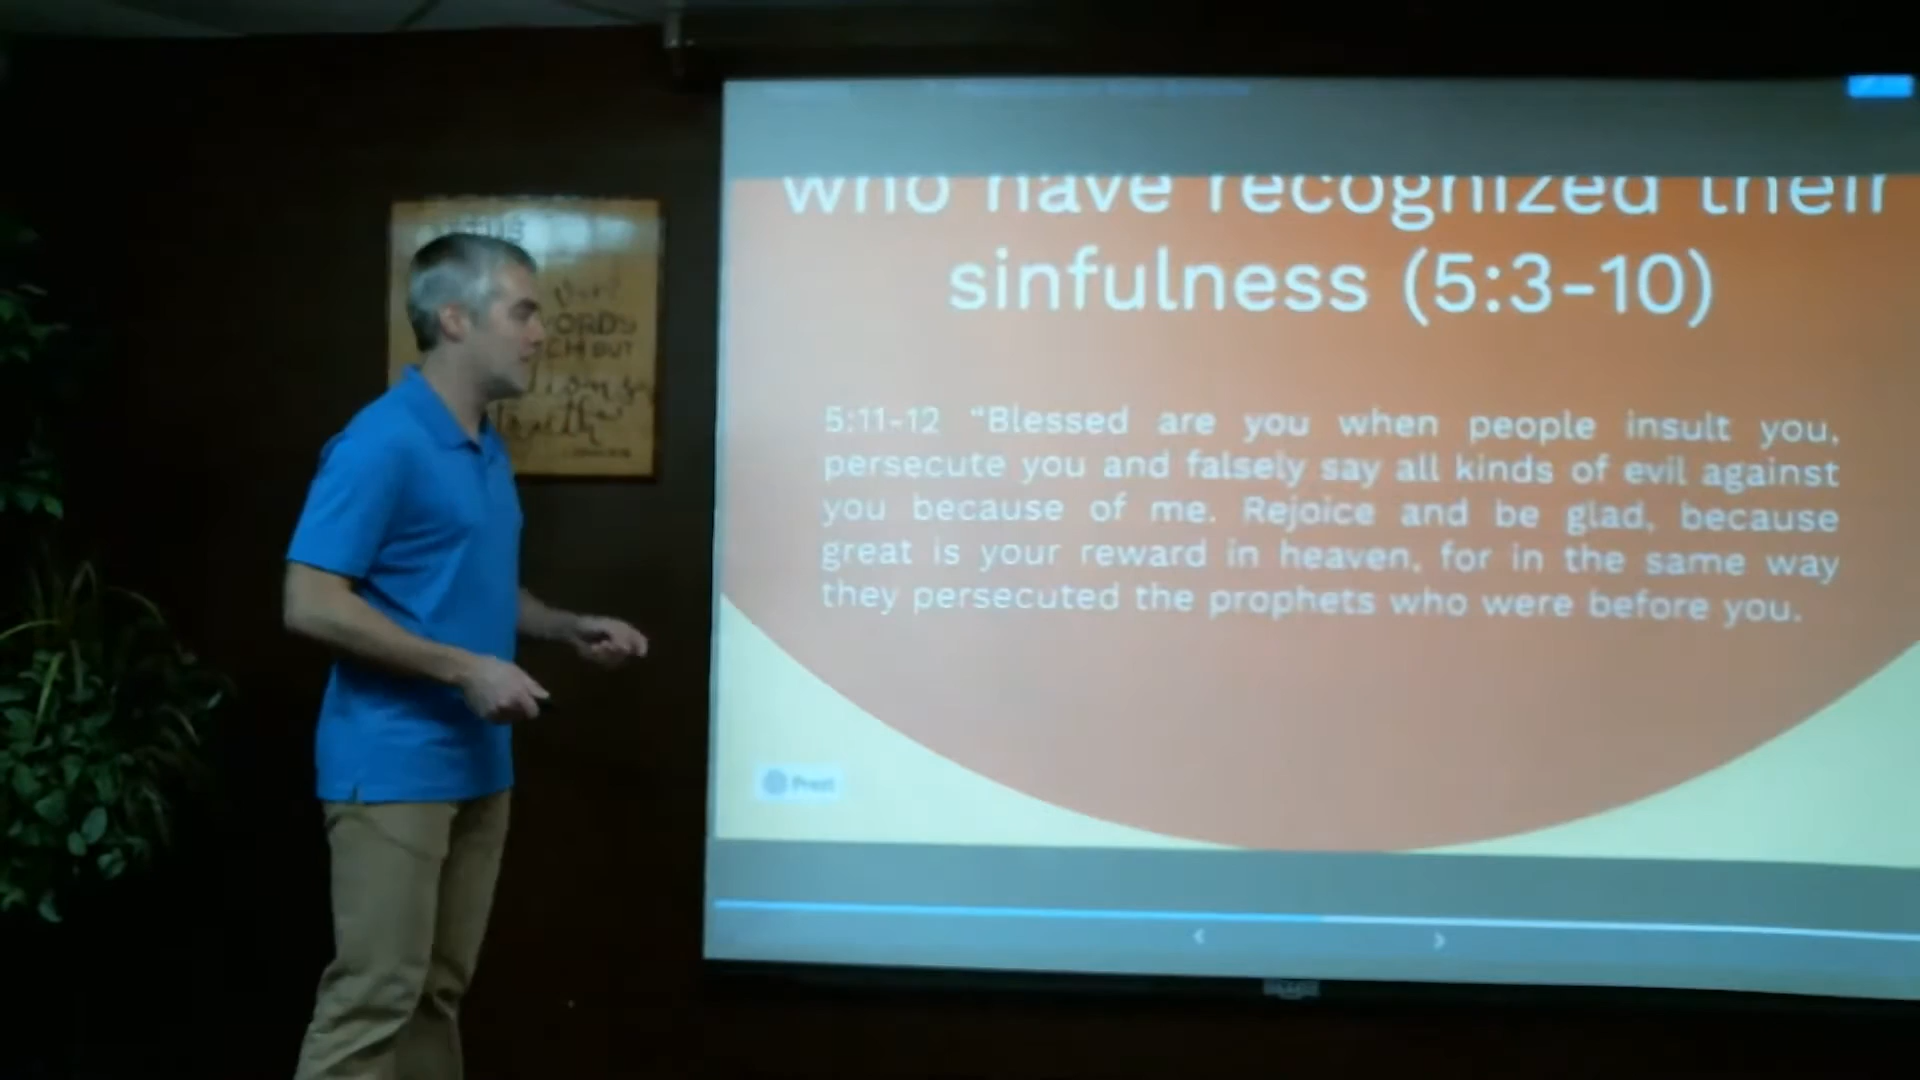 who have recognized their
sinfulness (5:3-10)
5:11-12 “Blessed are you when people insult you,
persecute you and falsely say all kinds of evil against
you because of me. Rejoice and be glad, because
great is your reward in heaven, for in the same way
they persecuted the prophets who were before you.
Prezi